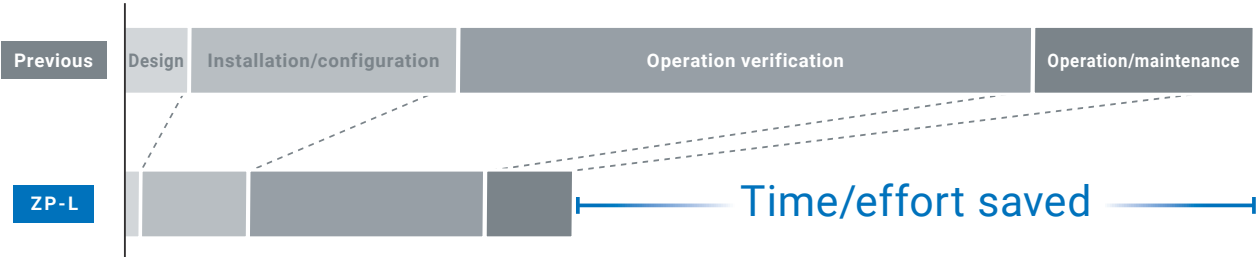 Previous
Design
Installation/configuration
Operation verification
Operation/maintenance
ZP-L
Time/effort saved